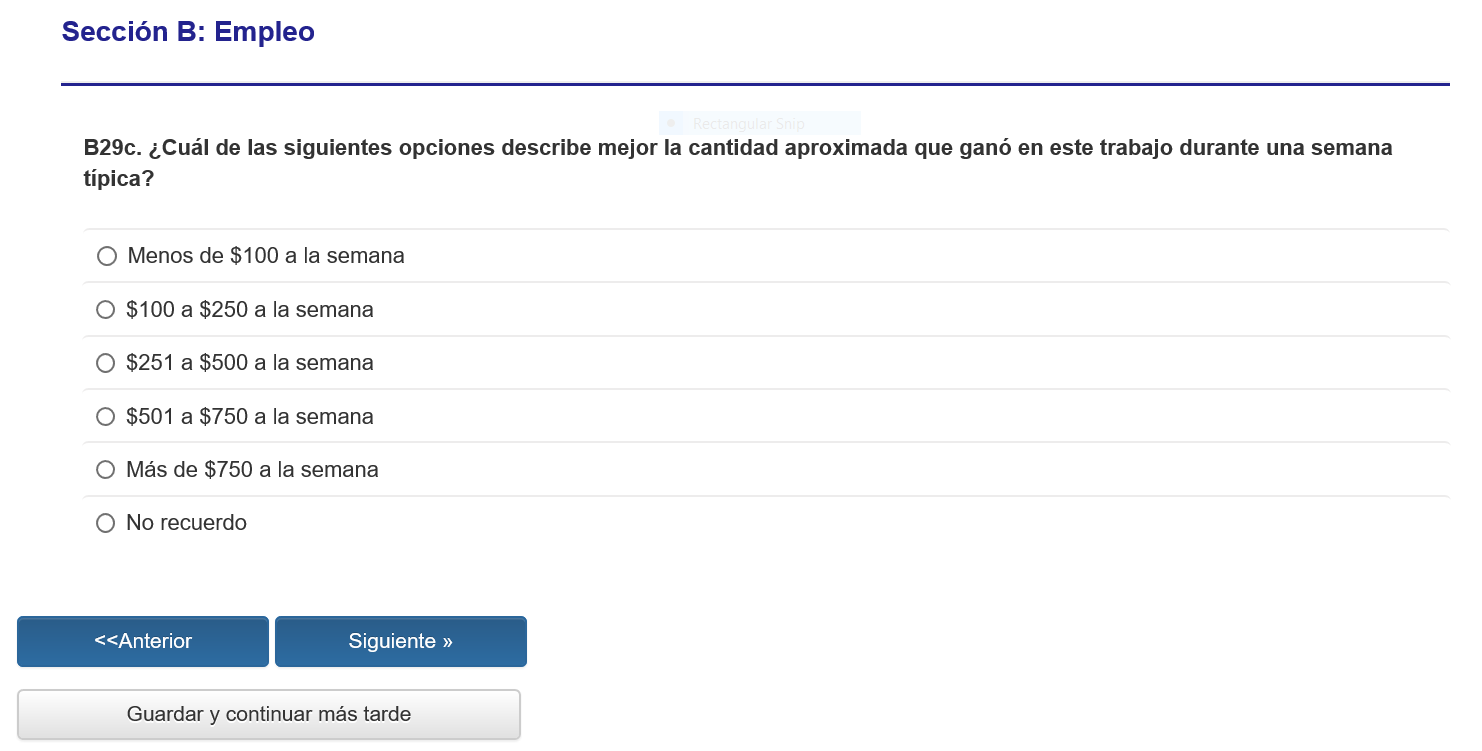 Sección B: Empleo
Rectangular Snip
B29c. ¿Cuál de las siguientes opciones describe mejor la cantidad aproximada que ganó en este trabajo durante una semana
típica?
Menos de $100 a la semana
$100 a $250 a la semana
$251 a $500 a la semana
$501 a $750 a la semana
Más de $750 a la semana
No recuerdo
<<Anterior
Siguiente »
Guardar y continuar más tarde